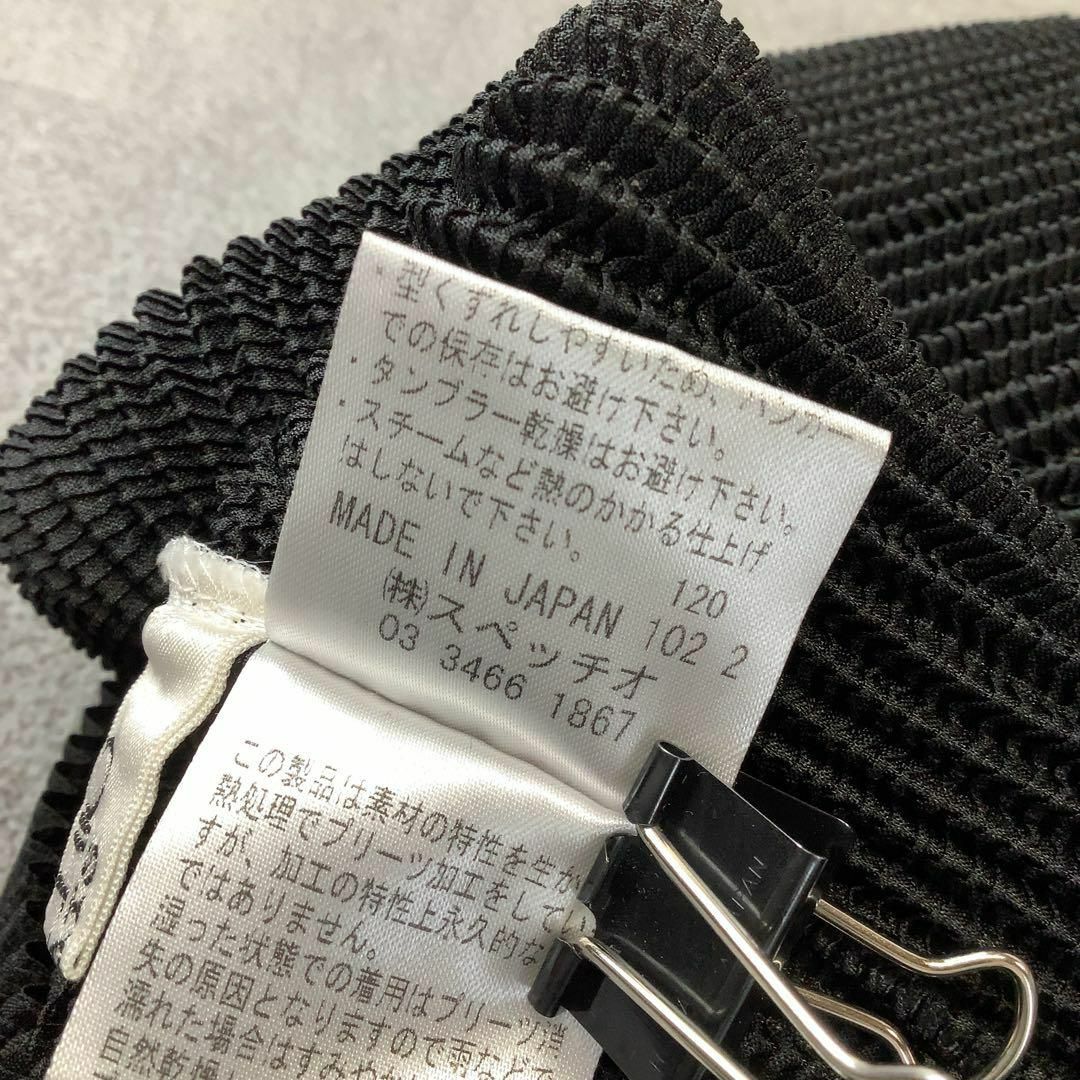 ・型くずれしやすいため、ハンガー
での保存はお避け下さい。
・タンブラー乾燥はお避け下さい。
・スチームなど熱のかかる仕上げ
はしないで下さい。
MADE IN JAPAN 120
102 2
㈱スペッチオ
03 3466 1867
この製品は素材の特性を生か
熱処理でプリーツ加工をしてい
すが、加工の特性上永久的な
ではありません。
湿った状態での着用はプリーツ消
失の原因となりますので雨などで
濡れた場合はすみやか
自然乾燥